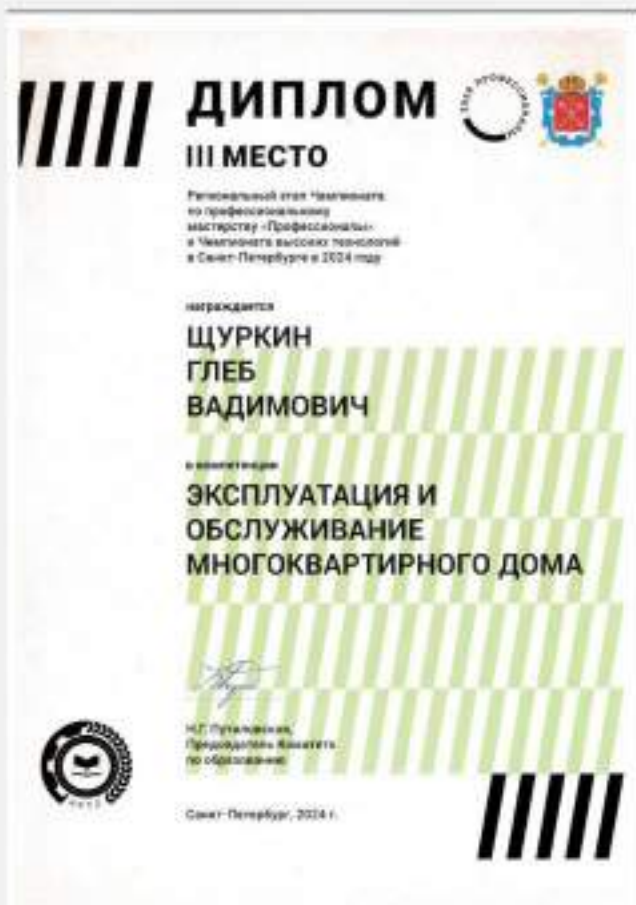 ДИПЛОМ
III МЕСТО
Региональный этап Чемпионата
по профессиональному
мастерству «Профессионалы»
и Чемпионата высоких технологий
в Санкт-Петербурге в 2024 году
награждается
ЩУРКИН
ГЛЕБ
ВАДИМОВИЧ
в компетенции
ЭКСПЛУАТАЦИЯ И
ОБСЛУЖИВАНИЕ
МНОГОКВАРТИРНОГО ДОМА
Н.Г. Путиловская,
Председатель Комитета
по образованию
Санкт-Петербург, 2024 г.